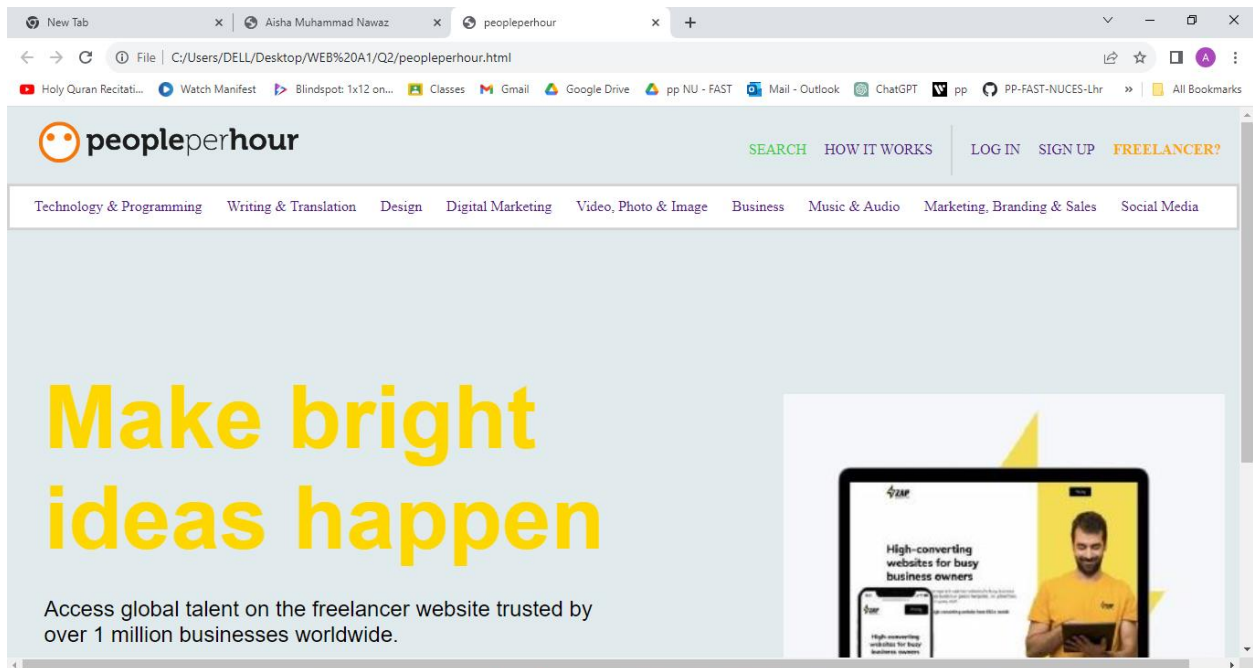 New Tab
Aisha Muhammad Nawaz
peopleperhour
File | C:/Users/DELL/Desktop/WEB%20A1/Q2/peopleperhour.html
A
Holy Quran Recitati... Watch Manifest Blindspot: 1x12 on... Classes Gmail Google Drive pp NU - FAST Mail - Outlook ChatGPT pp PP-FAST-NUCES-Lhr » All Bookmarks
peopleperhour
SEARCH HOW IT WORKS LOG IN SIGN UP FREELANCER?
Technology & Programming Writing & Translation Design Digital Marketing Video, Photo & Image Business Music & Audio Marketing, Branding & Sales Social Media
Make bright
ideas happen
Access global talent on the freelancer website trusted by
over 1 million businesses worldwide.
ZAP
High-converting
websites for busy
business owners
High-converting
websites for busy
business owners